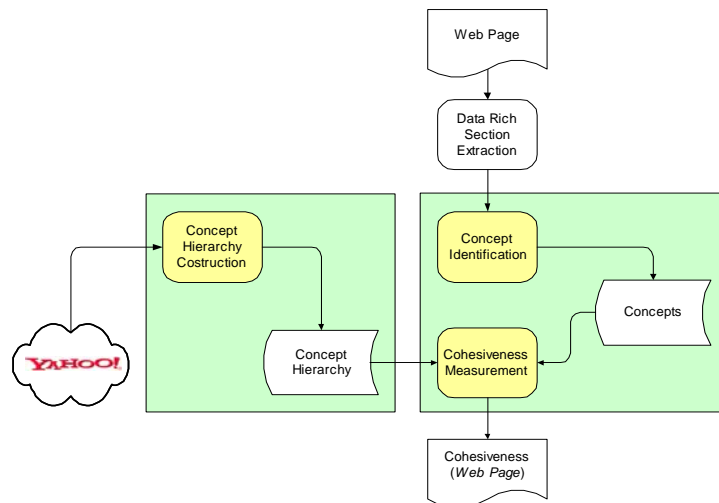 Web Page
Data Rich
Section
Extraction
Concept
Hierarchy
Costruction
Concept
Identification
YAHOO!
Concept
Hierarchy
Cohesiveness
Measurement
Concepts
Cohesiveness
(Web Page)